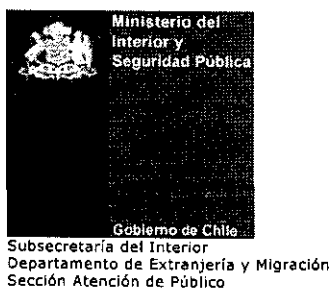 Ministerio del
Interior y
Seguridad Pública
Gobierno de Chile
Subsecretaría del Interior
Departamento de Extranjería y Migración
Sección Atención de Público